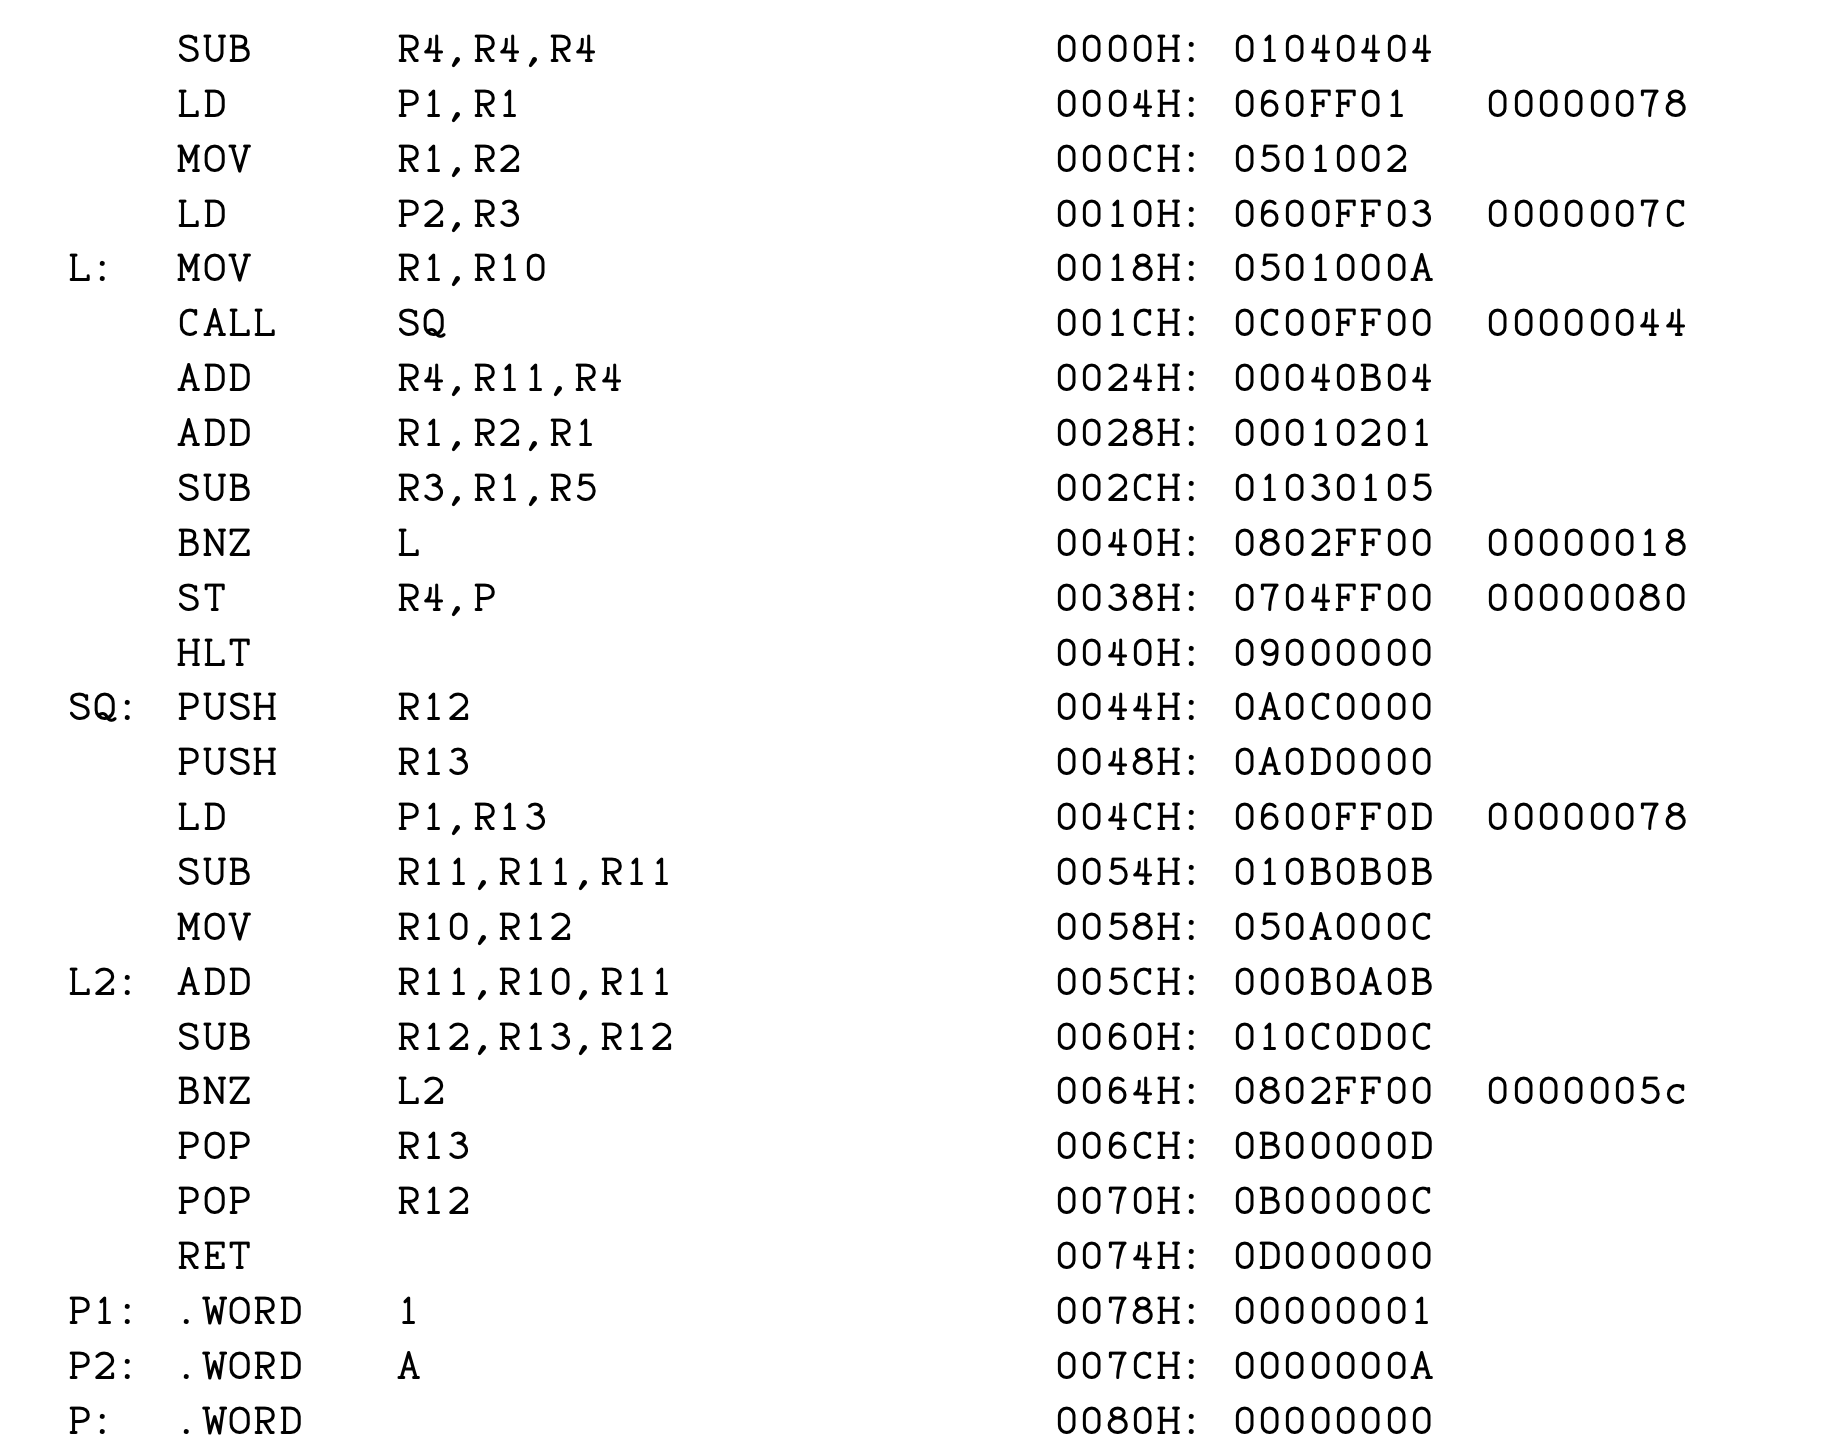 SUB R4,R4,R4 0000H: 01040404
LD P1,R1 0004H: 060FF01 00000078
MOV R1,R2 000CH: 0501002
LD P2,R3 0010H: 0600FF03 0000007C
L: MOV R1,R10 0018H: 0501000A
CALL SQ 001CH: 0C00FF00 00000044
ADD R4,R11,R4 0024H: 00040B04
ADD R1,R2,R1 0028H: 00010201
SUB R3,R1,R5 002CH: 01030105
BNZ L 0040H: 0802FF00 00000018
ST R4,P 0038H: 0704FF00 00000080
HLT 0040H: 09000000
SQ: PUSH R12 0044H: 0A0C0000
PUSH R13 0048H: 0A0D0000
LD P1,R13 004CH: 0600FF0D 00000078
SUB R11,R11,R11 0054H: 010B0B0B
MOV R10,R12 0058H: 050A000C
L2: ADD R11,R10,R11 005CH: 000B0A0B
SUB R12,R13,R12 0060H: 010C0D0C
BNZ L2 0064H: 0802FF00 0000005c
POP R13 006CH: 0B00000D
POP R12 0070H: 0B00000C
RET 0074H: 0D000000
P1: .WORD 1 0078H: 00000001
P2: .WORD A 007CH: 0000000A
P: .WORD 0080H: 00000000